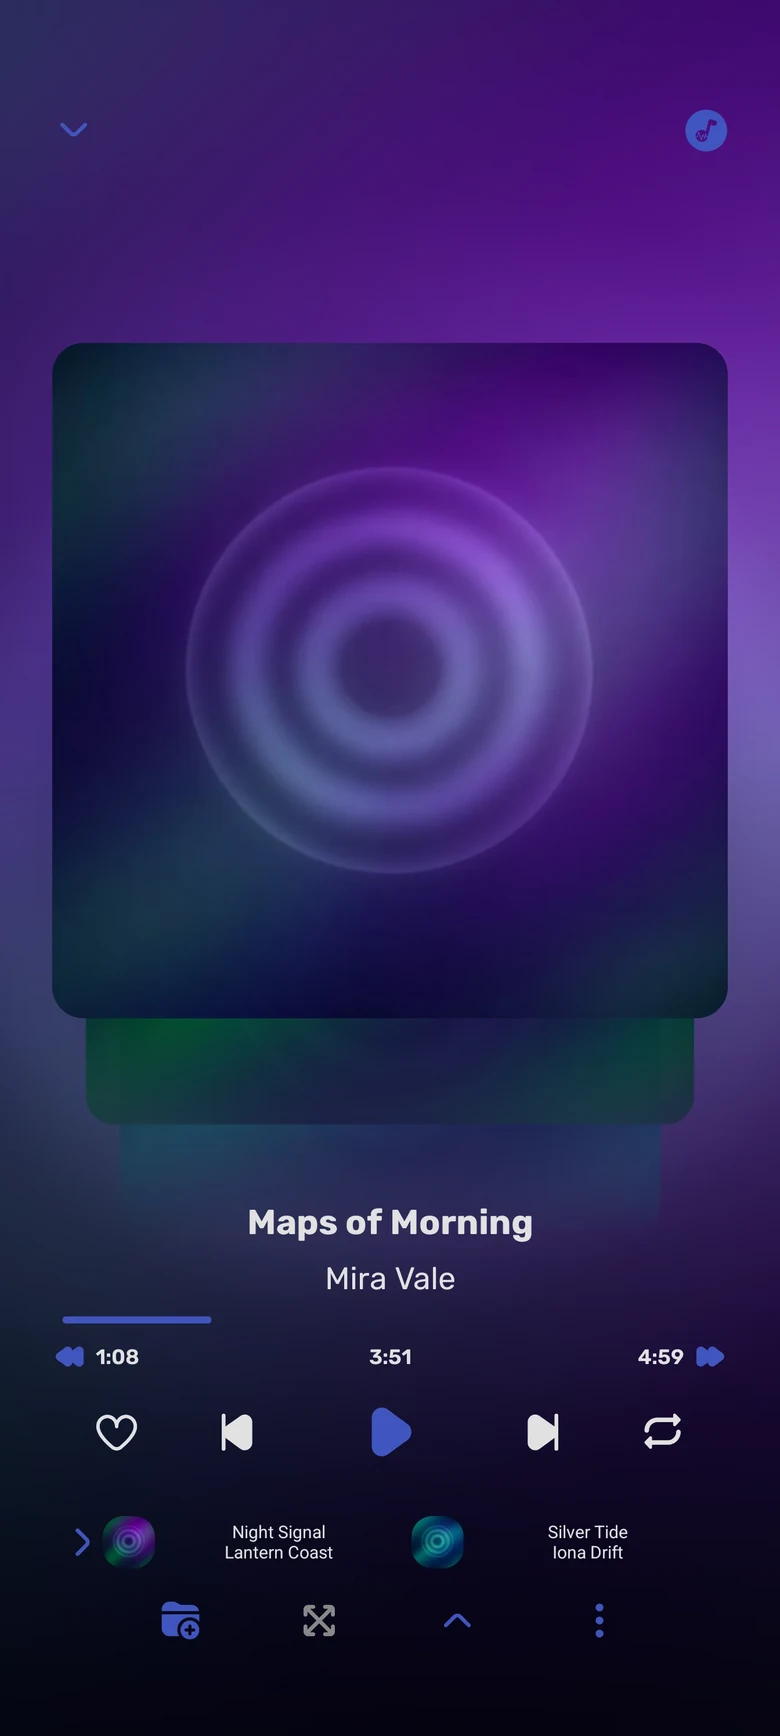 Maps of Morning
Mira Vale
1:08 3:51 4:59
Night Signal
Lantern Coast
Silver Tide
Iona Drift